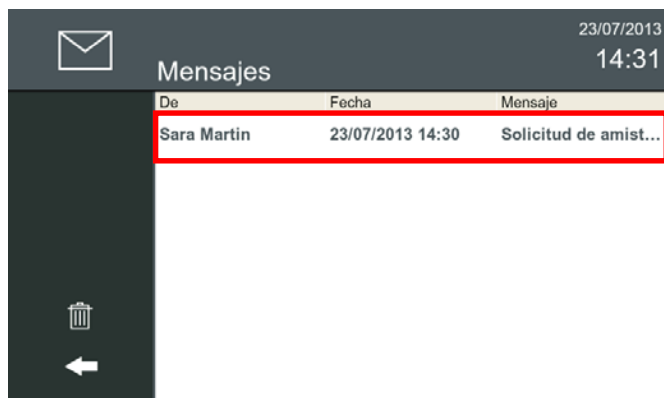 23/07/2013
14:31
Mensajes
De Fecha Mensaje
Sara Martin 23/07/2013 14:30 Solicitud de amist...